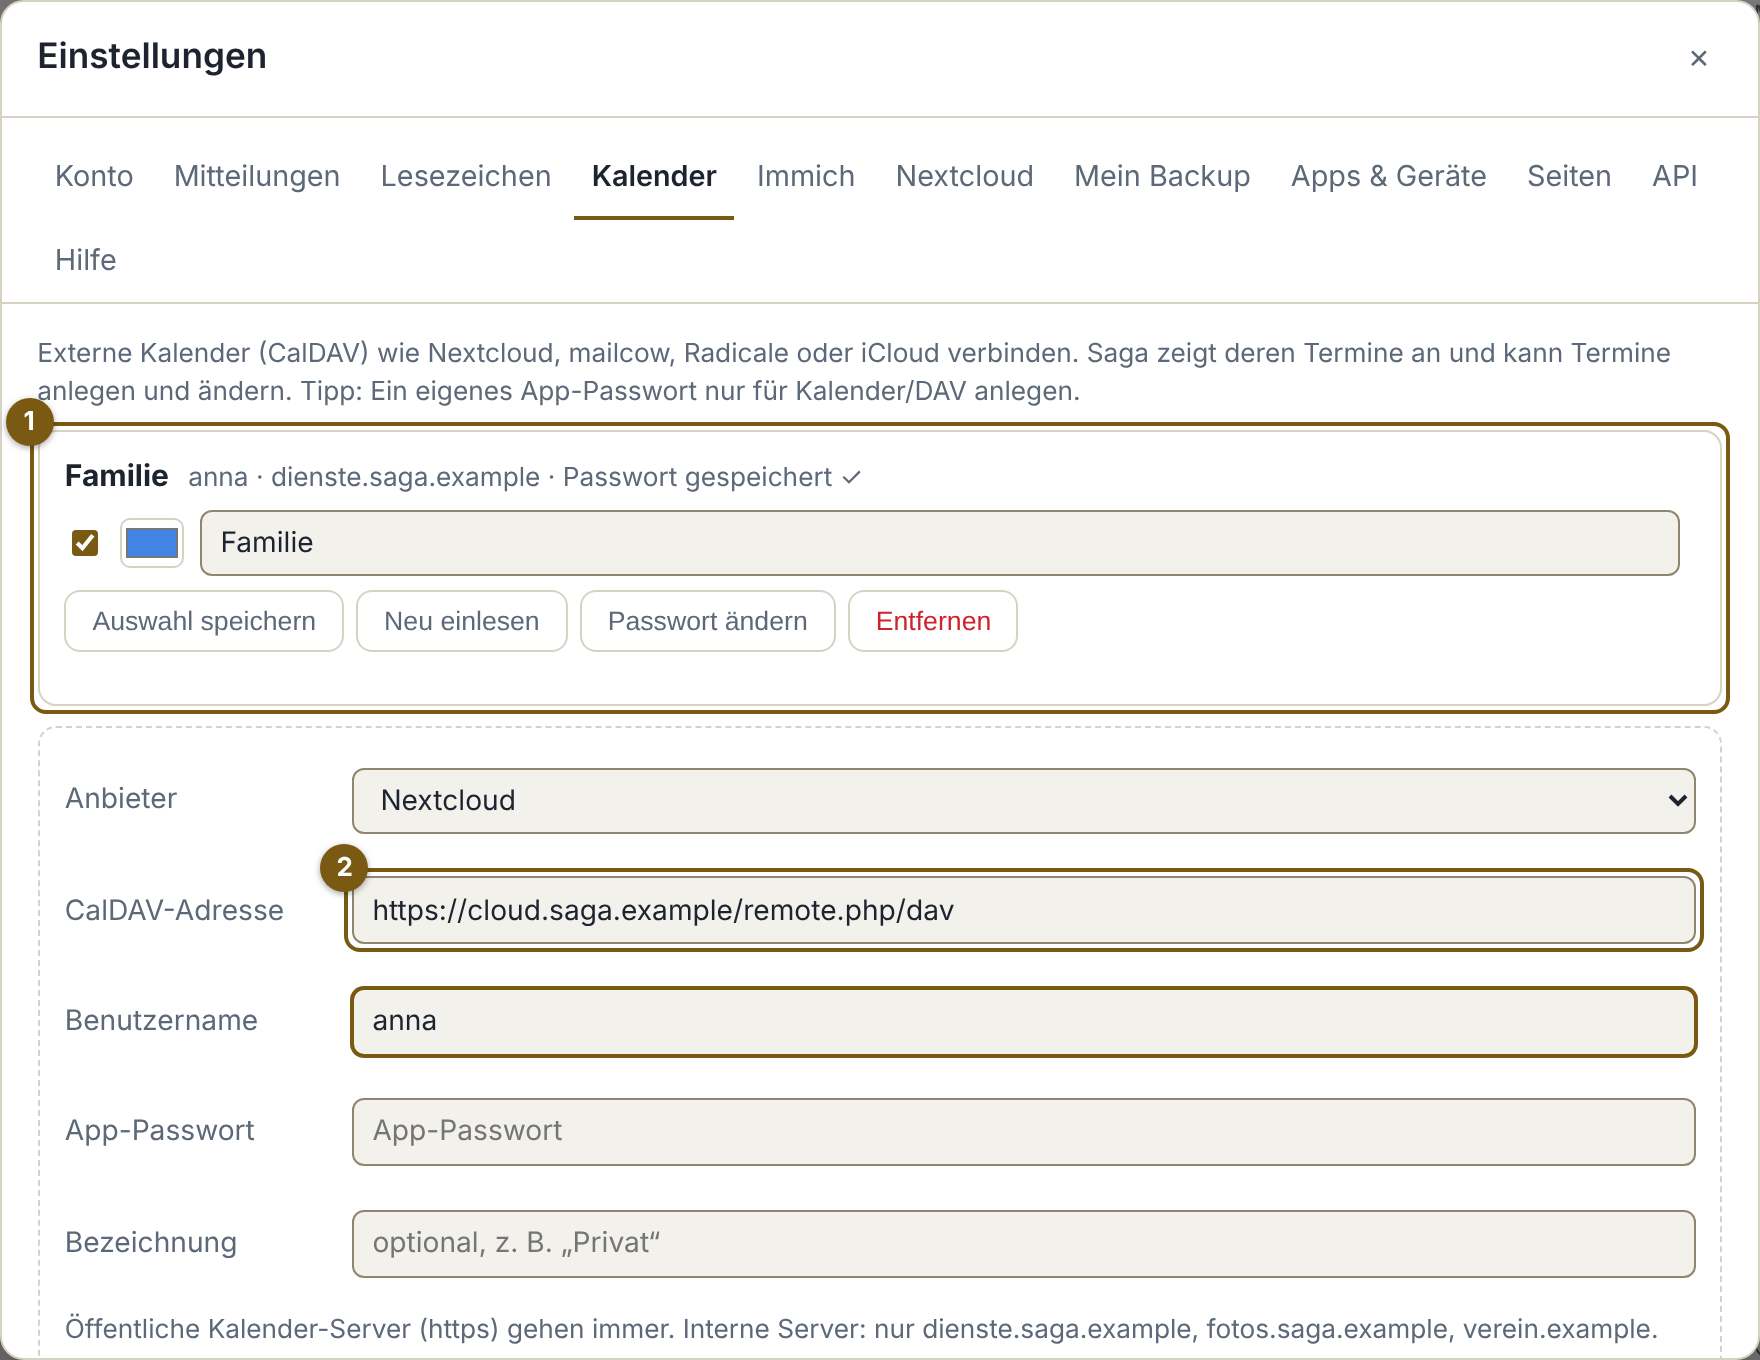 Einstellungen ×
Konto Mitteilungen Lesezeichen Kalender Immich Nextcloud Mein Backup Apps & Geräte Seiten API
Hilfe
Externe Kalender (CalDAV) wie Nextcloud, mailcow, Radicale oder iCloud verbinden. Saga zeigt deren Termine an und kann Termine
anlegen und ändern. Tipp: Ein eigenes App-Passwort nur für Kalender/DAV anlegen.
1
Familie anna · dienste.saga.example · Passwort gespeichert ✓
Familie
Auswahl speichern Neu einlesen Passwort ändern Entfernen
Anbieter Nextcloud
2
CalDAV-Adresse https://cloud.saga.example/remote.php/dav
Benutzername anna
App-Passwort App-Passwort
Bezeichnung optional, z. B. „Privat“
Öffentliche Kalender-Server (https) gehen immer. Interne Server: nur dienste.saga.example, fotos.saga.example, verein.example.